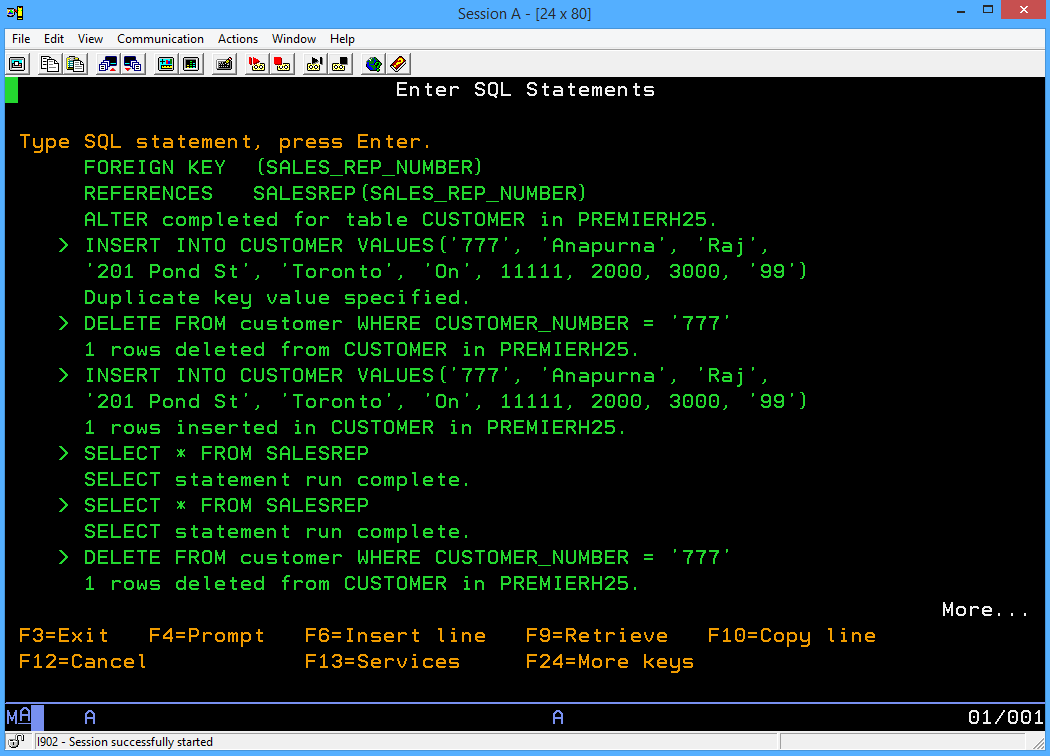 Session A - [24 x 80]
File Edit View Communication Actions Window Help
Enter SQL Statements
Type SQL statement, press Enter.
FOREIGN KEY (SALES_REP_NUMBER)
REFERENCES SALESREP(SALES_REP_NUMBER)
ALTER completed for table CUSTOMER in PREMIERH25.
> INSERT INTO CUSTOMER VALUES('777', 'Anapurna', 'Raj',
'201 Pond St', 'Toronto', 'On', 11111, 2000, 3000, '99')
Duplicate key value specified.
> DELETE FROM customer WHERE CUSTOMER_NUMBER = '777'
1 rows deleted from CUSTOMER in PREMIERH25.
> INSERT INTO CUSTOMER VALUES('777', 'Anapurna', 'Raj',
'201 Pond St', 'Toronto', 'On', 11111, 2000, 3000, '99')
1 rows inserted in CUSTOMER in PREMIERH25.
> SELECT * FROM SALESREP
SELECT statement run complete.
> SELECT * FROM SALESREP
SELECT statement run complete.
> DELETE FROM customer WHERE CUSTOMER_NUMBER = '777'
1 rows deleted from CUSTOMER in PREMIERH25.
More...
F3=Exit F4=Prompt F6=Insert line F9=Retrieve F10=Copy line
F12=Cancel F13=Services F24=More keys
MA A A 01/001
I902 - Session successfully started